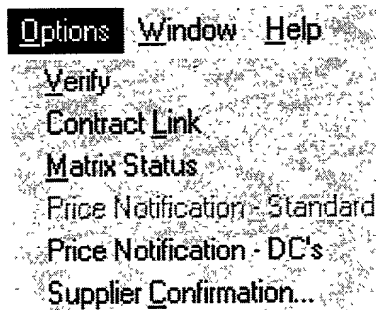 Options Window Help
Verify
Contract Link
Matrix Status
Price Notification - Standard
Price Notification - DC's
Supplier Confirmation...